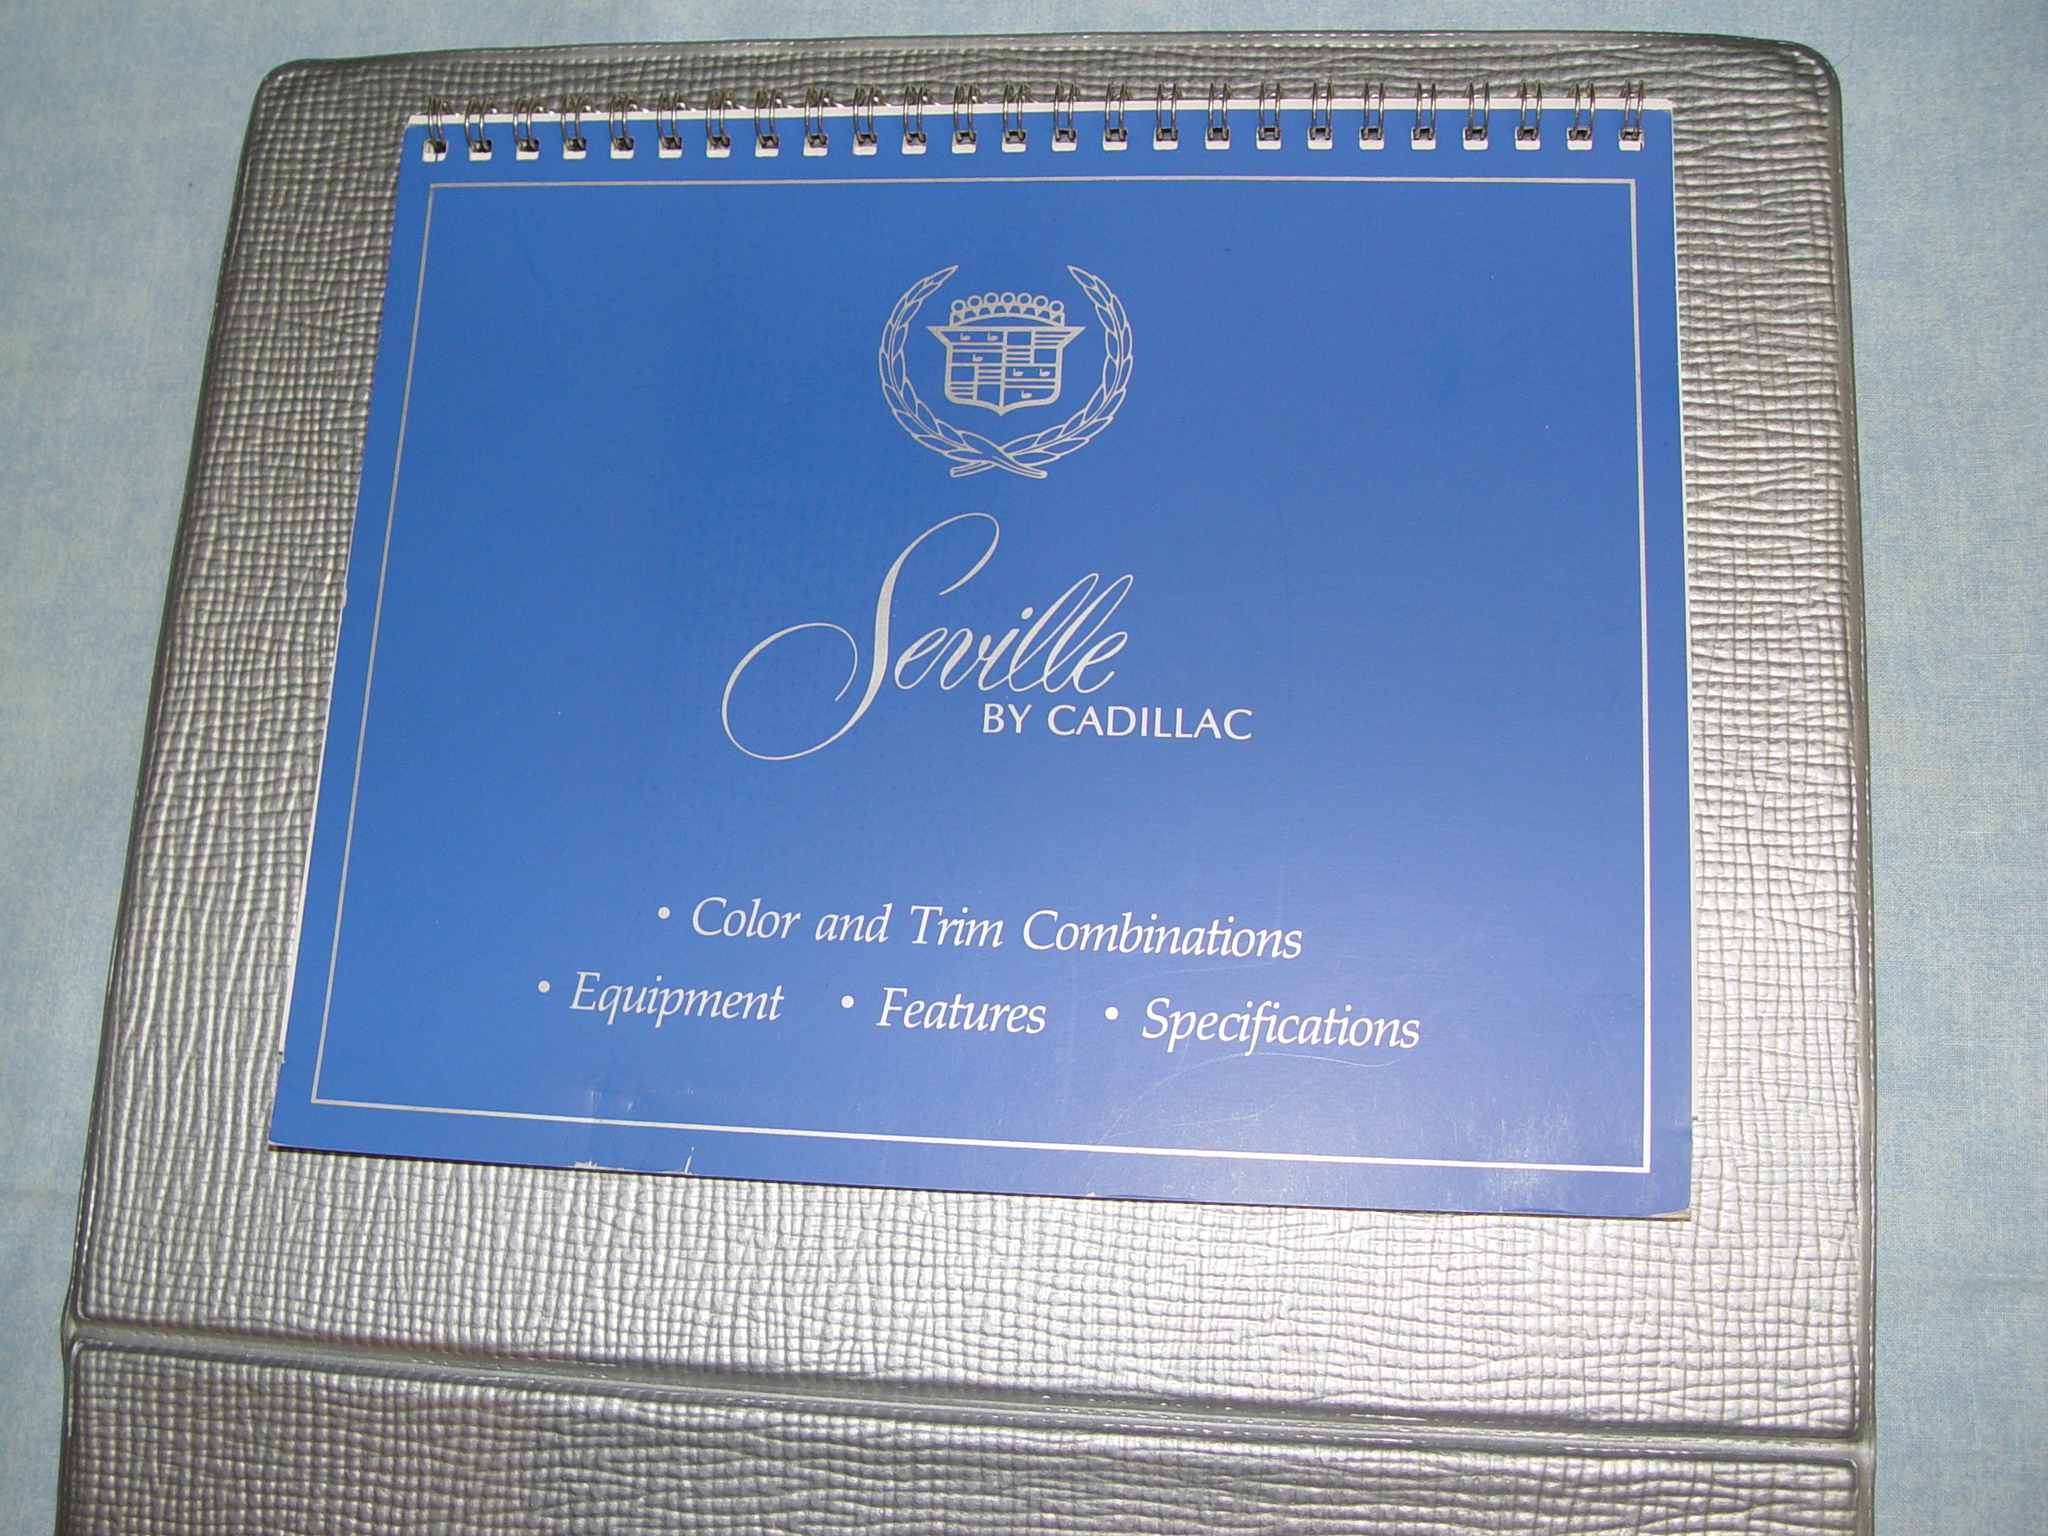 Seville
BY CADILLAC
• Color and Trim Combinations
• Equipment • Features • Specifications